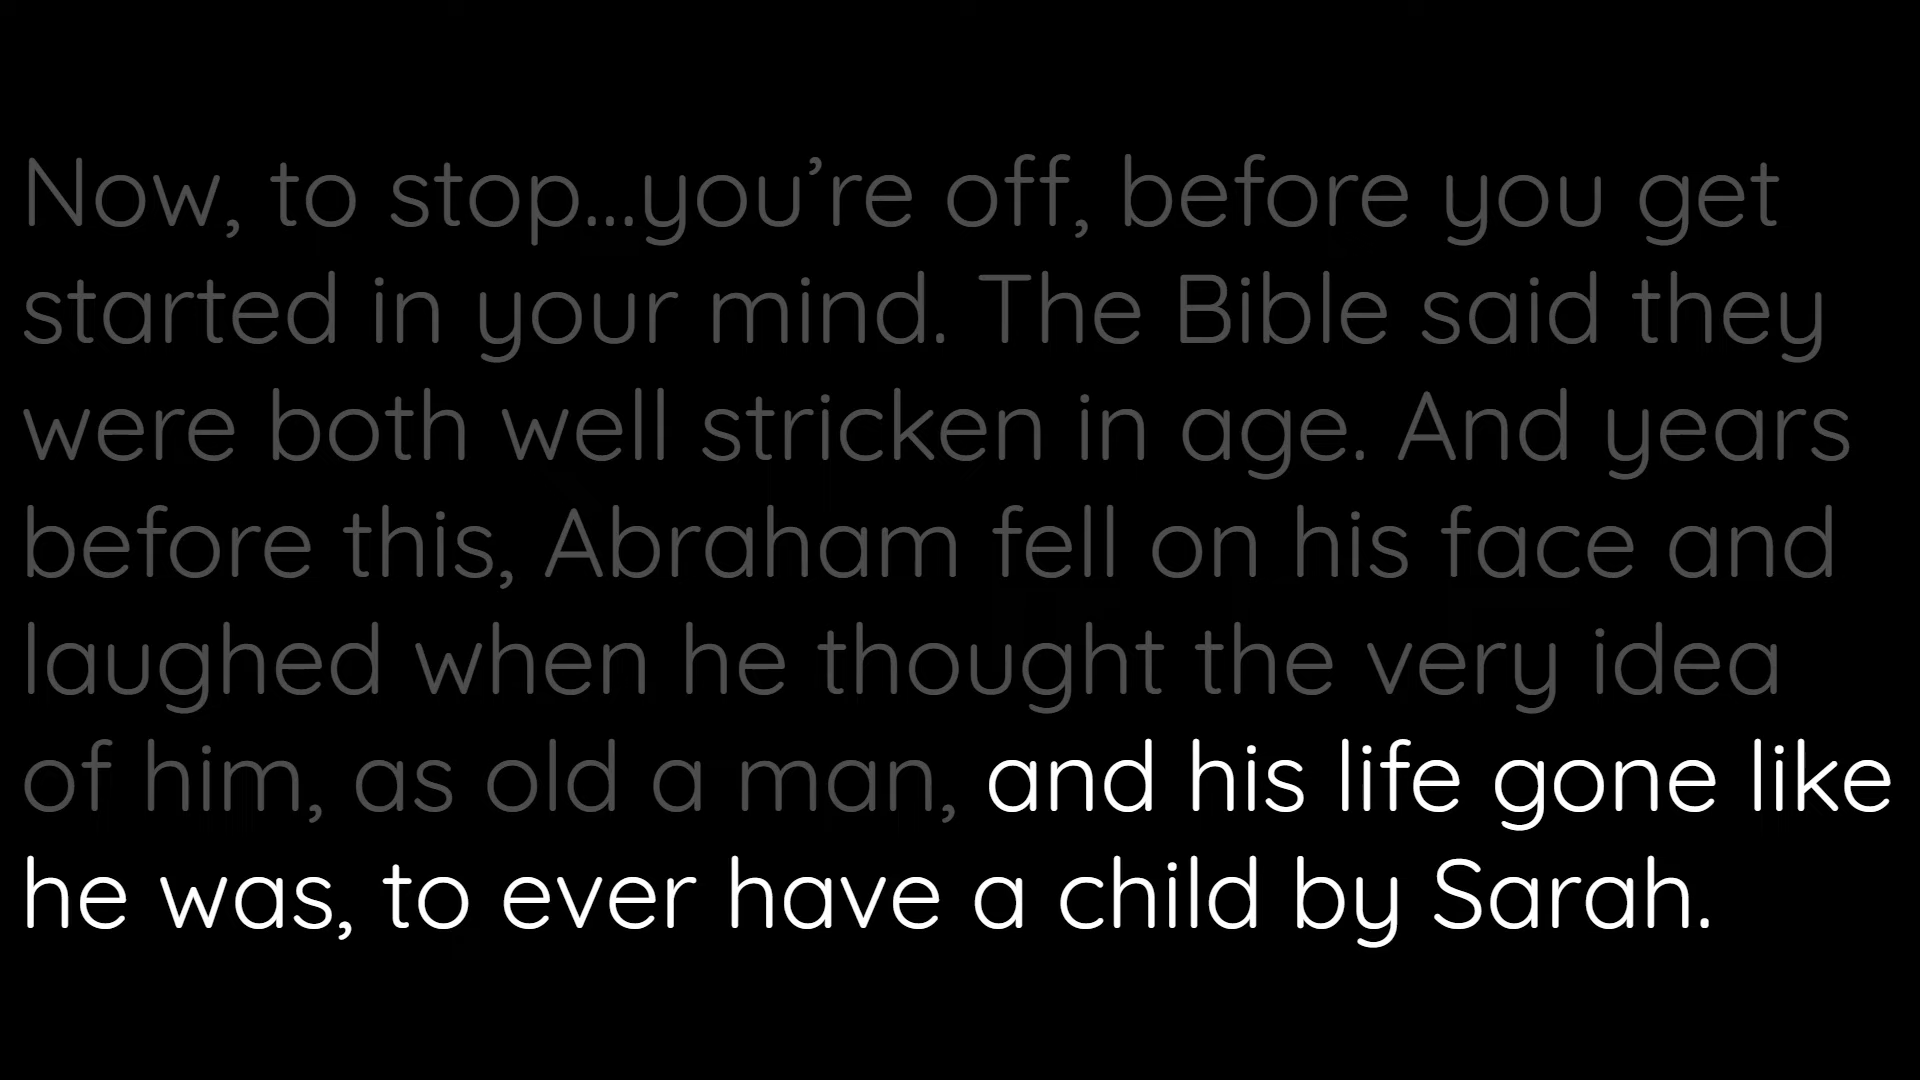 Now, to stop...you’re off, before you get
started in your mind. The Bible said they
were both well stricken in age. And years
before this, Abraham fell on his face and
laughed when he thought the very idea
of him, as old a man, and his life gone like
he was, to ever have a child by Sarah.